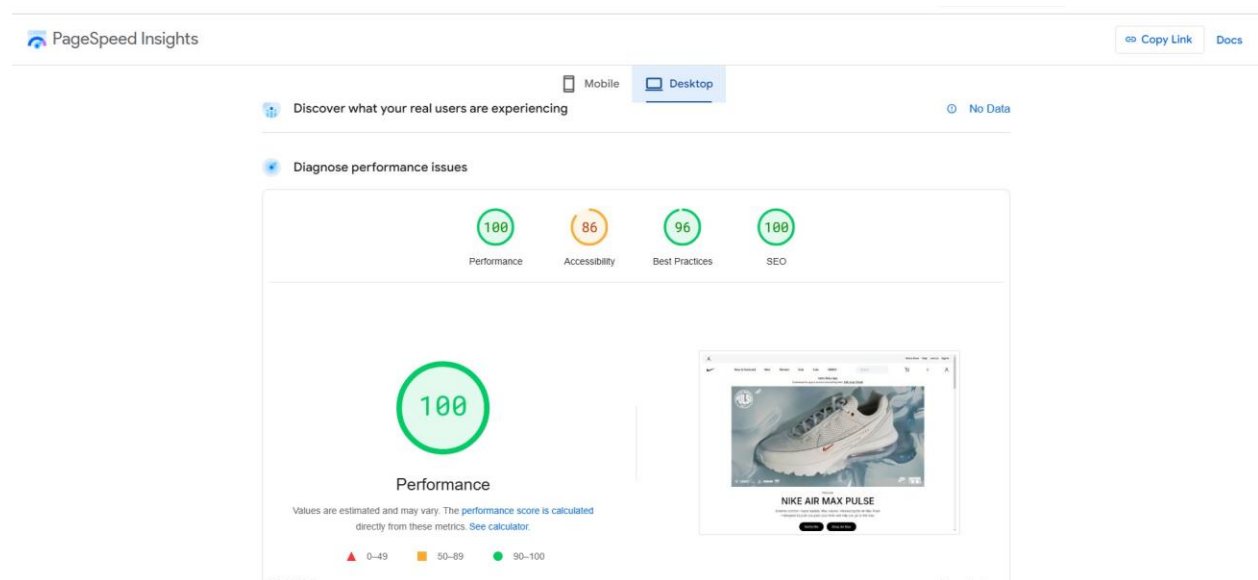 PageSpeed Insights
Copy Link Docs
Mobile Desktop
Discover what your real users are experiencing No Data
Diagnose performance issues
100 86 96 100
Performance Accessibility Best Practices SEO
100
Performance
Values are estimated and may vary. The performance score is calculated
directly from these metrics. See calculator.
0–49 50–89 90–100
NIKE AIR MAX PULSE